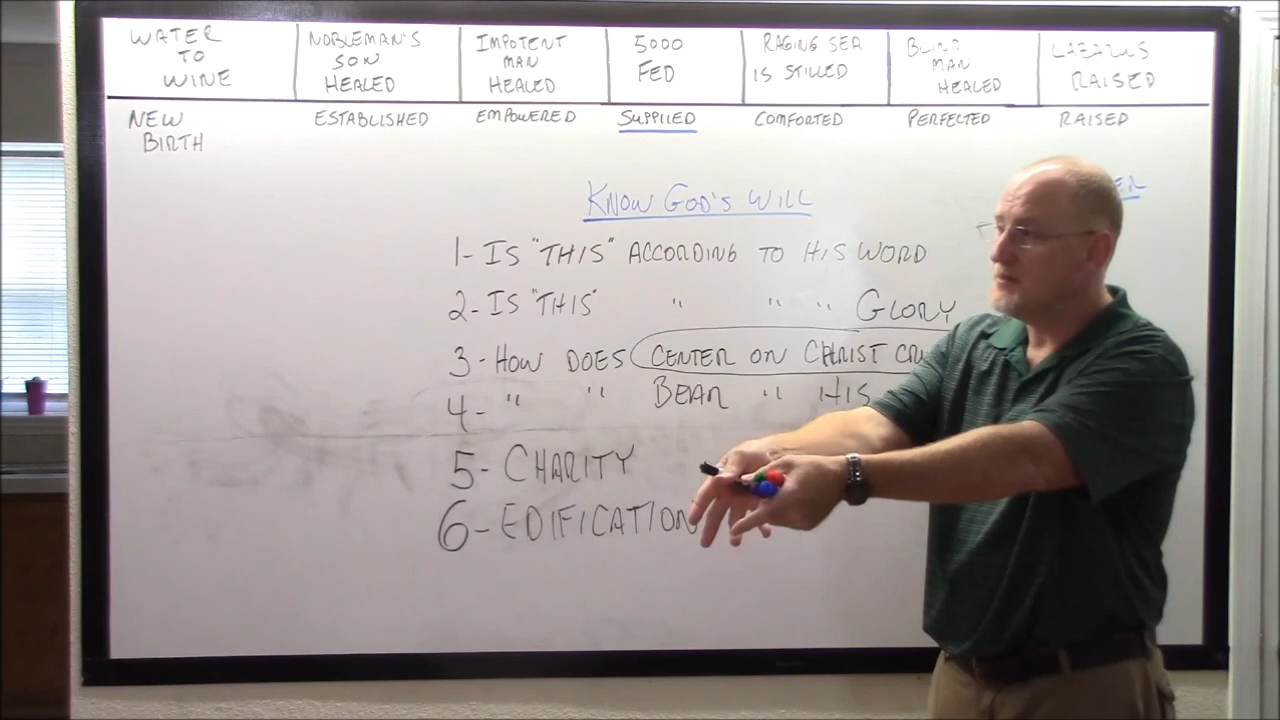 WATER
TO
WINE
NOBLEMAN'S
SON
HEALED
IMPOTENT
MAN
HEALED
5000
FED
RAGING SEA
IS STILLED
BLIND
MAN
HEALED
LAZARUS
RAISED
NEW
BIRTH
ESTABLISHED
EMPOWERED
SUPPLIED
COMFORTED
PERFECTED
RAISED
KNOW GOD'S WILL
1- IS "THIS" ACCORDING TO HIS WORD
2- IS "THIS" " " " GLORY
3- HOW DOES CENTER ON CHRIST
4- " " BEAR " HIS
5- CHARITY
6- EDIFICATION